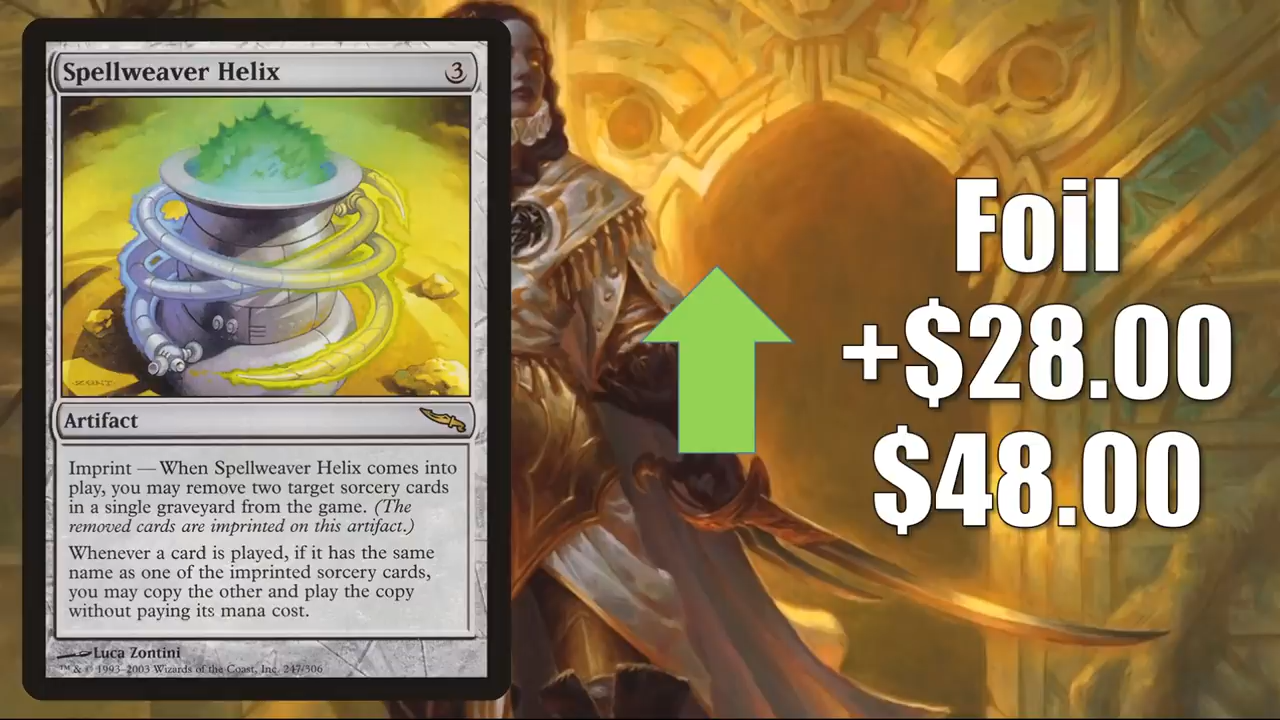 Spellweaver Helix 3
Artifact
Imprint — When Spellweaver Helix comes into
play, you may remove two target sorcery cards
in a single graveyard from the game. (The
removed cards are imprinted on this artifact.)
Whenever a card is played, if it has the same
name as one of the imprinted sorcery cards,
you may copy the other and play the copy
without paying its mana cost.
Luca Zontini
™ & © 1993–2003 Wizards of the Coast, Inc. 247/306
Foil
+$28.00
$48.00